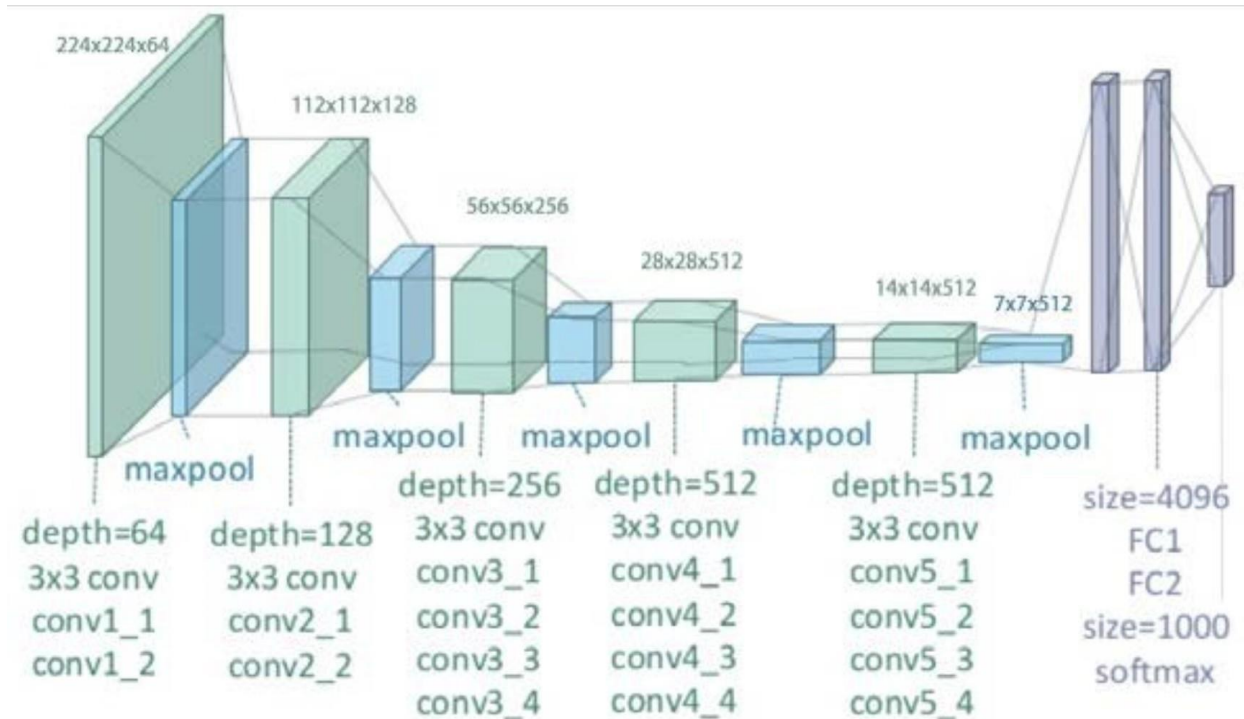 224x224x64
112x112x128
56x56x256
28x28x512
14x14x512
7x7x512
maxpool
maxpool
maxpool
maxpool
maxpool
depth=64
3x3 conv
conv1_1
conv1_2
depth=128
3x3 conv
conv2_1
conv2_2
depth=256
3x3 conv
conv3_1
conv3_2
conv3_3
conv3_4
depth=512
3x3 conv
conv4_1
conv4_2
conv4_3
conv4_4
depth=512
3x3 conv
conv5_1
conv5_2
conv5_3
conv5_4
size=4096
FC1
FC2
size=1000
softmax